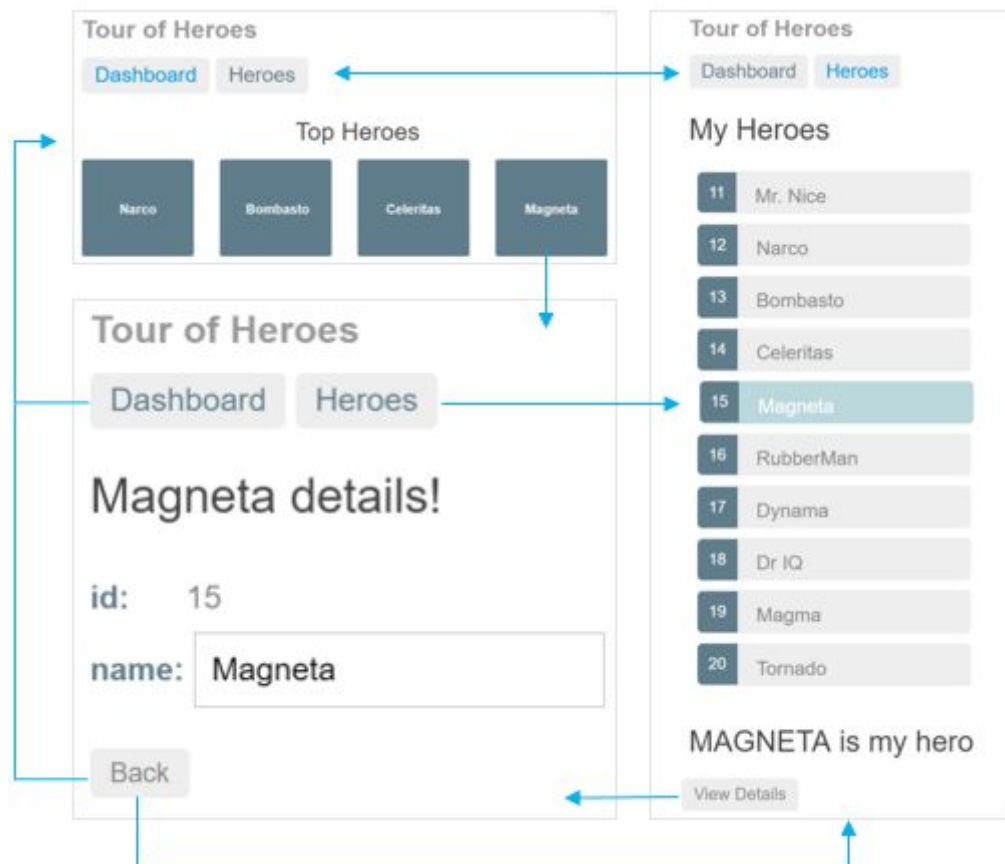 Tour of Heroes
Dashboard Heroes
Top Heroes
Narco Bombasto Celeritas Magneta
Tour of Heroes
Dashboard Heroes
Magneta details!
id: 15
name: Magneta
Back
Tour of Heroes
Dashboard Heroes
My Heroes
11 Mr. Nice
12 Narco
13 Bombasto
14 Celeritas
15 Magneta
16 RubberMan
17 Dynama
18 Dr IQ
19 Magma
20 Tornado
MAGNETA is my hero
View Details